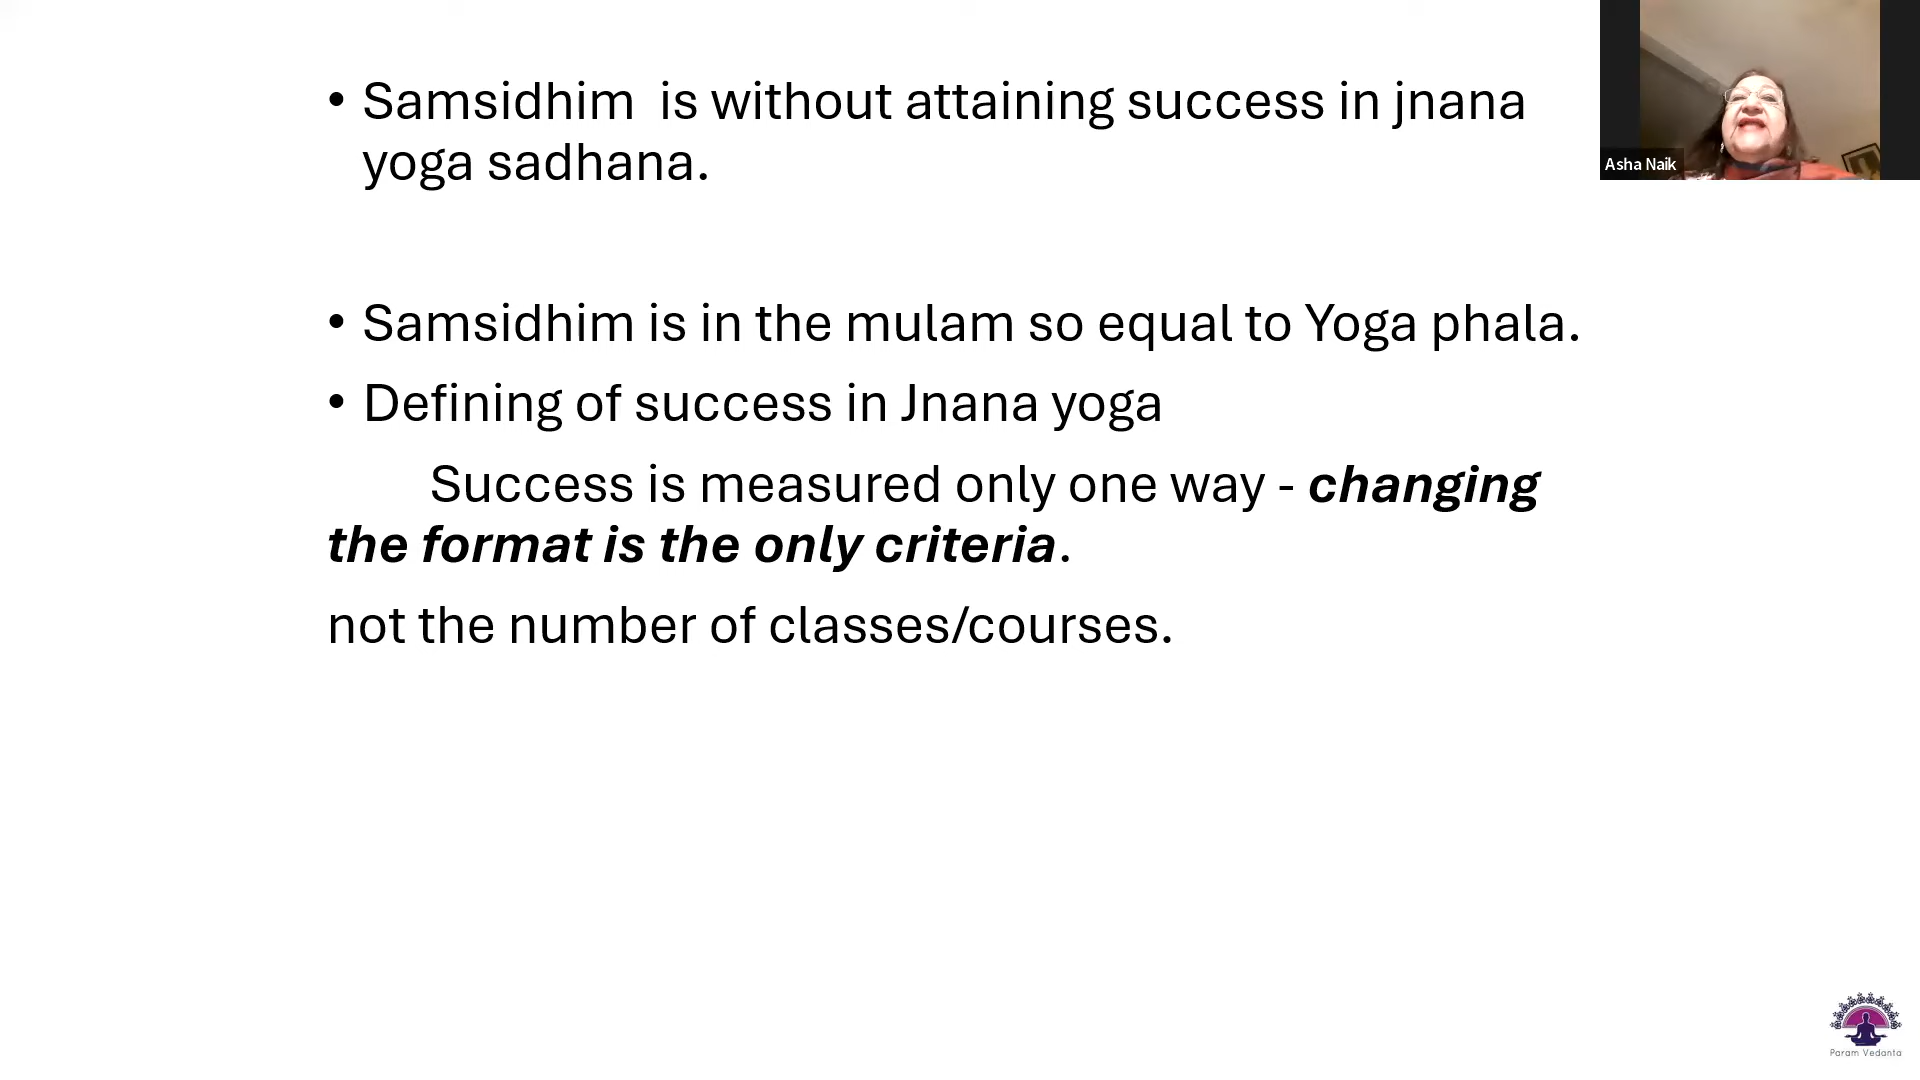 • Samsidhim  is without attaining success in jnana
yoga sadhana.
Asha Naik
• Samsidhim is in the mulam so equal to Yoga phala.
• Defining of success in Jnana yoga
Success is measured only one way - changing
the format is the only criteria.
not the number of classes/courses.
Param Vedanta